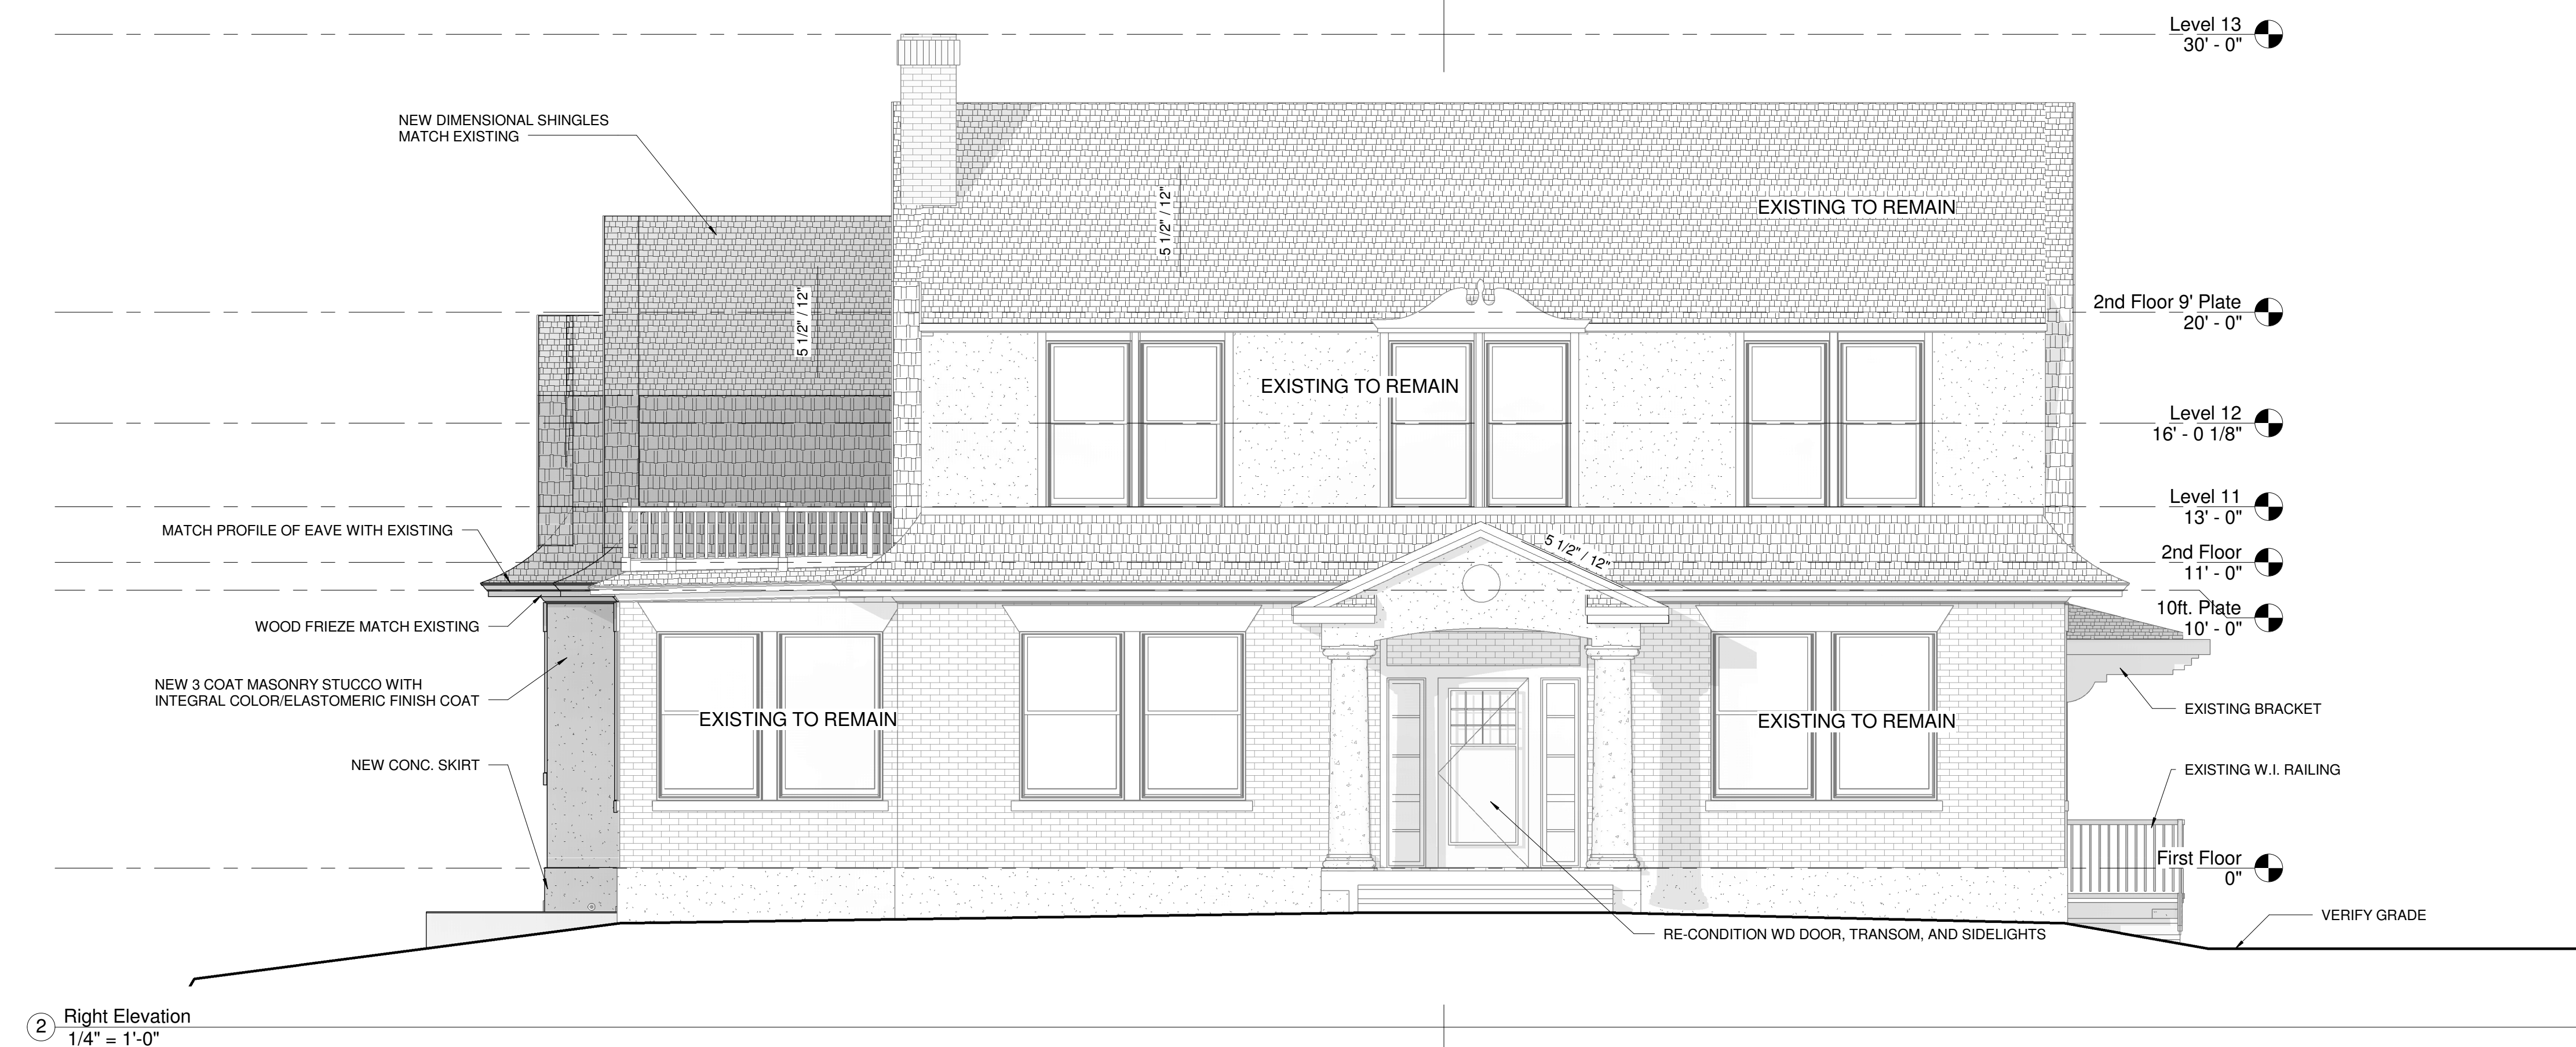 Level 13
30' - 0"
NEW DIMENSIONAL SHINGLES
MATCH EXISTING
5 1/2" / 12"
EXISTING TO REMAIN
5 1/2" / 12"
2nd Floor 9' Plate
20' - 0"
EXISTING TO REMAIN
Level 12
16' - 0 1/8"
Level 11
13' - 0"
MATCH PROFILE OF EAVE WITH EXISTING
5 1/2" / 12"
2nd Floor
11' - 0"
10ft. Plate
10' - 0"
WOOD FRIEZE MATCH EXISTING
NEW 3 COAT MASONRY STUCCO WITH
INTEGRAL COLOR/ELASTOMERIC FINISH COAT
EXISTING TO REMAIN
EXISTING TO REMAIN
EXISTING BRACKET
NEW CONC. SKIRT
EXISTING W.I. RAILING
First Floor
0"
VERIFY GRADE
RE-CONDITION WD DOOR, TRANSOM, AND SIDELIGHTS
2
Right Elevation
1/4" = 1'-0"